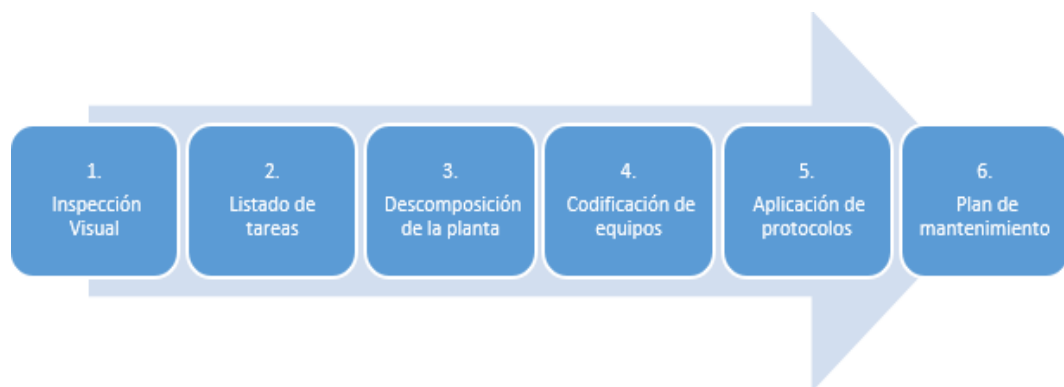 1.
Inspección
Visual
2.
Listado de
tareas
3.
Descomposición
de la planta
4.
Codificación de
equipos
5.
Aplicación de
protocolos
6.
Plan de
mantenimiento